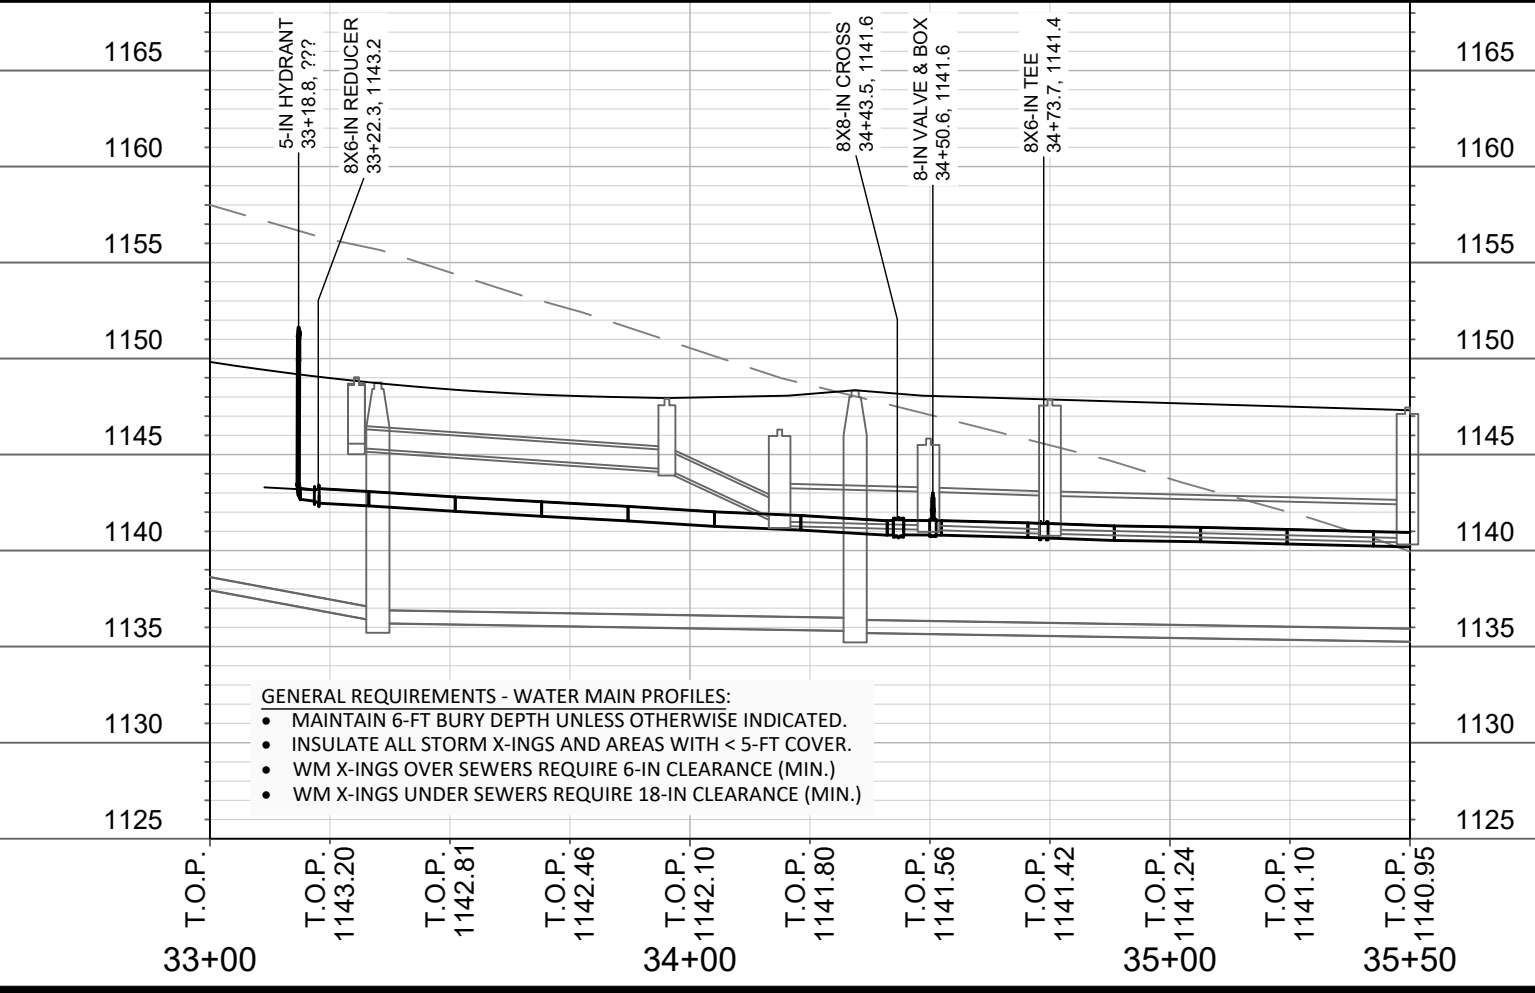 5-IN HYDRANT
33+18.8, ???
8X6-IN REDUCER
33+22.3, 1143.2
8X8-IN CROSS
34+43.5, 1141.6
8-IN VALVE & BOX
34+50.6, 1141.6
8X6-IN TEE
34+73.7, 1141.4
1165
1165
1160
1160
1155
1155
1150
1150
1145
1145
1140
1140
1135
1135
1130
1130
1125
1125
GENERAL REQUIREMENTS - WATER MAIN PROFILES:
• MAINTAIN 6-FT BURY DEPTH UNLESS OTHERWISE INDICATED.
• INSULATE ALL STORM X-INGS AND AREAS WITH < 5-FT COVER.
• WM X-INGS OVER SEWERS REQUIRE 6-IN CLEARANCE (MIN.)
• WM X-INGS UNDER SEWERS REQUIRE 18-IN CLEARANCE (MIN.)
T.O.P.:
T.O.P.:
1143.20
T.O.P.:
1142.81
T.O.P.:
1142.46
T.O.P.:
1142.10
T.O.P.:
1141.80
T.O.P.:
1141.56
T.O.P.:
1141.42
T.O.P.:
1141.24
T.O.P.:
1141.10
T.O.P.:
1140.95
33+00
34+00
35+00
35+50